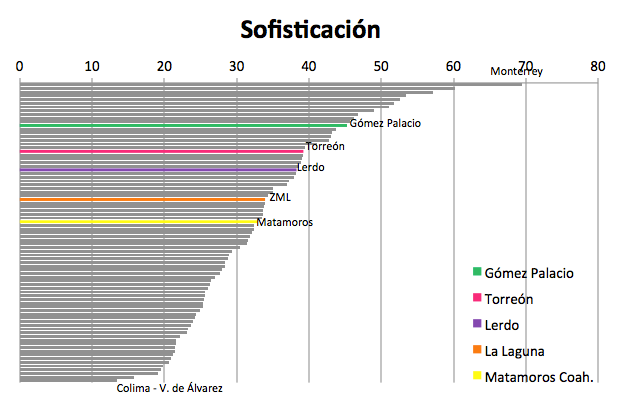 Sofisticación
0 10 20 30 40 50 60 70 80
Monterrey
Gómez Palacio
Torreón
Lerdo
ZML
Matamoros
Gómez Palacio
Torreón
Lerdo
La Laguna
Matamoros Coah.
Colima - V. de Álvarez